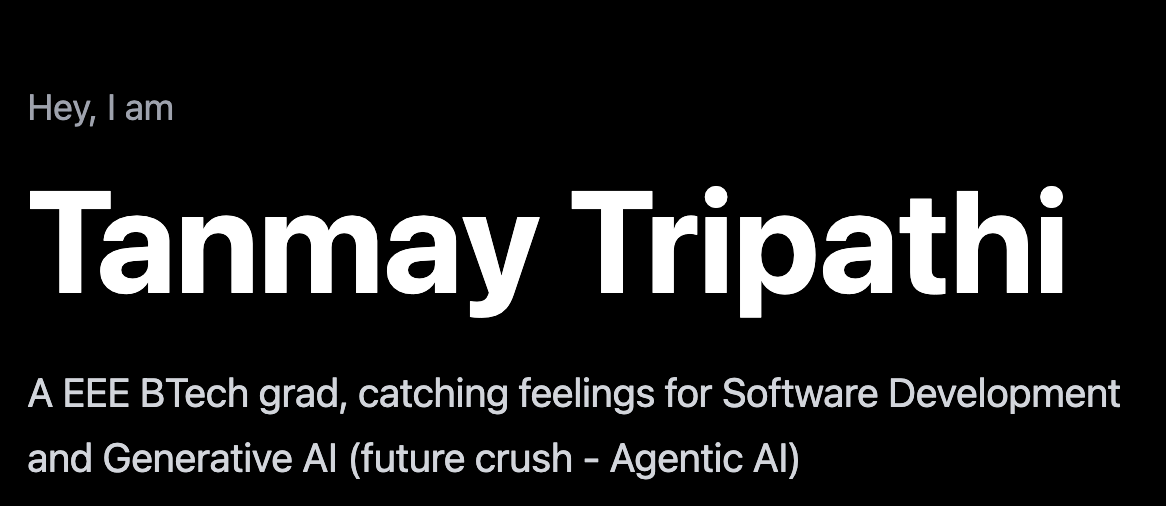 Hey, I am
Tanmay Tripathi
A EEE BTech grad, catching feelings for Software Development
and Generative AI (future crush - Agentic AI)